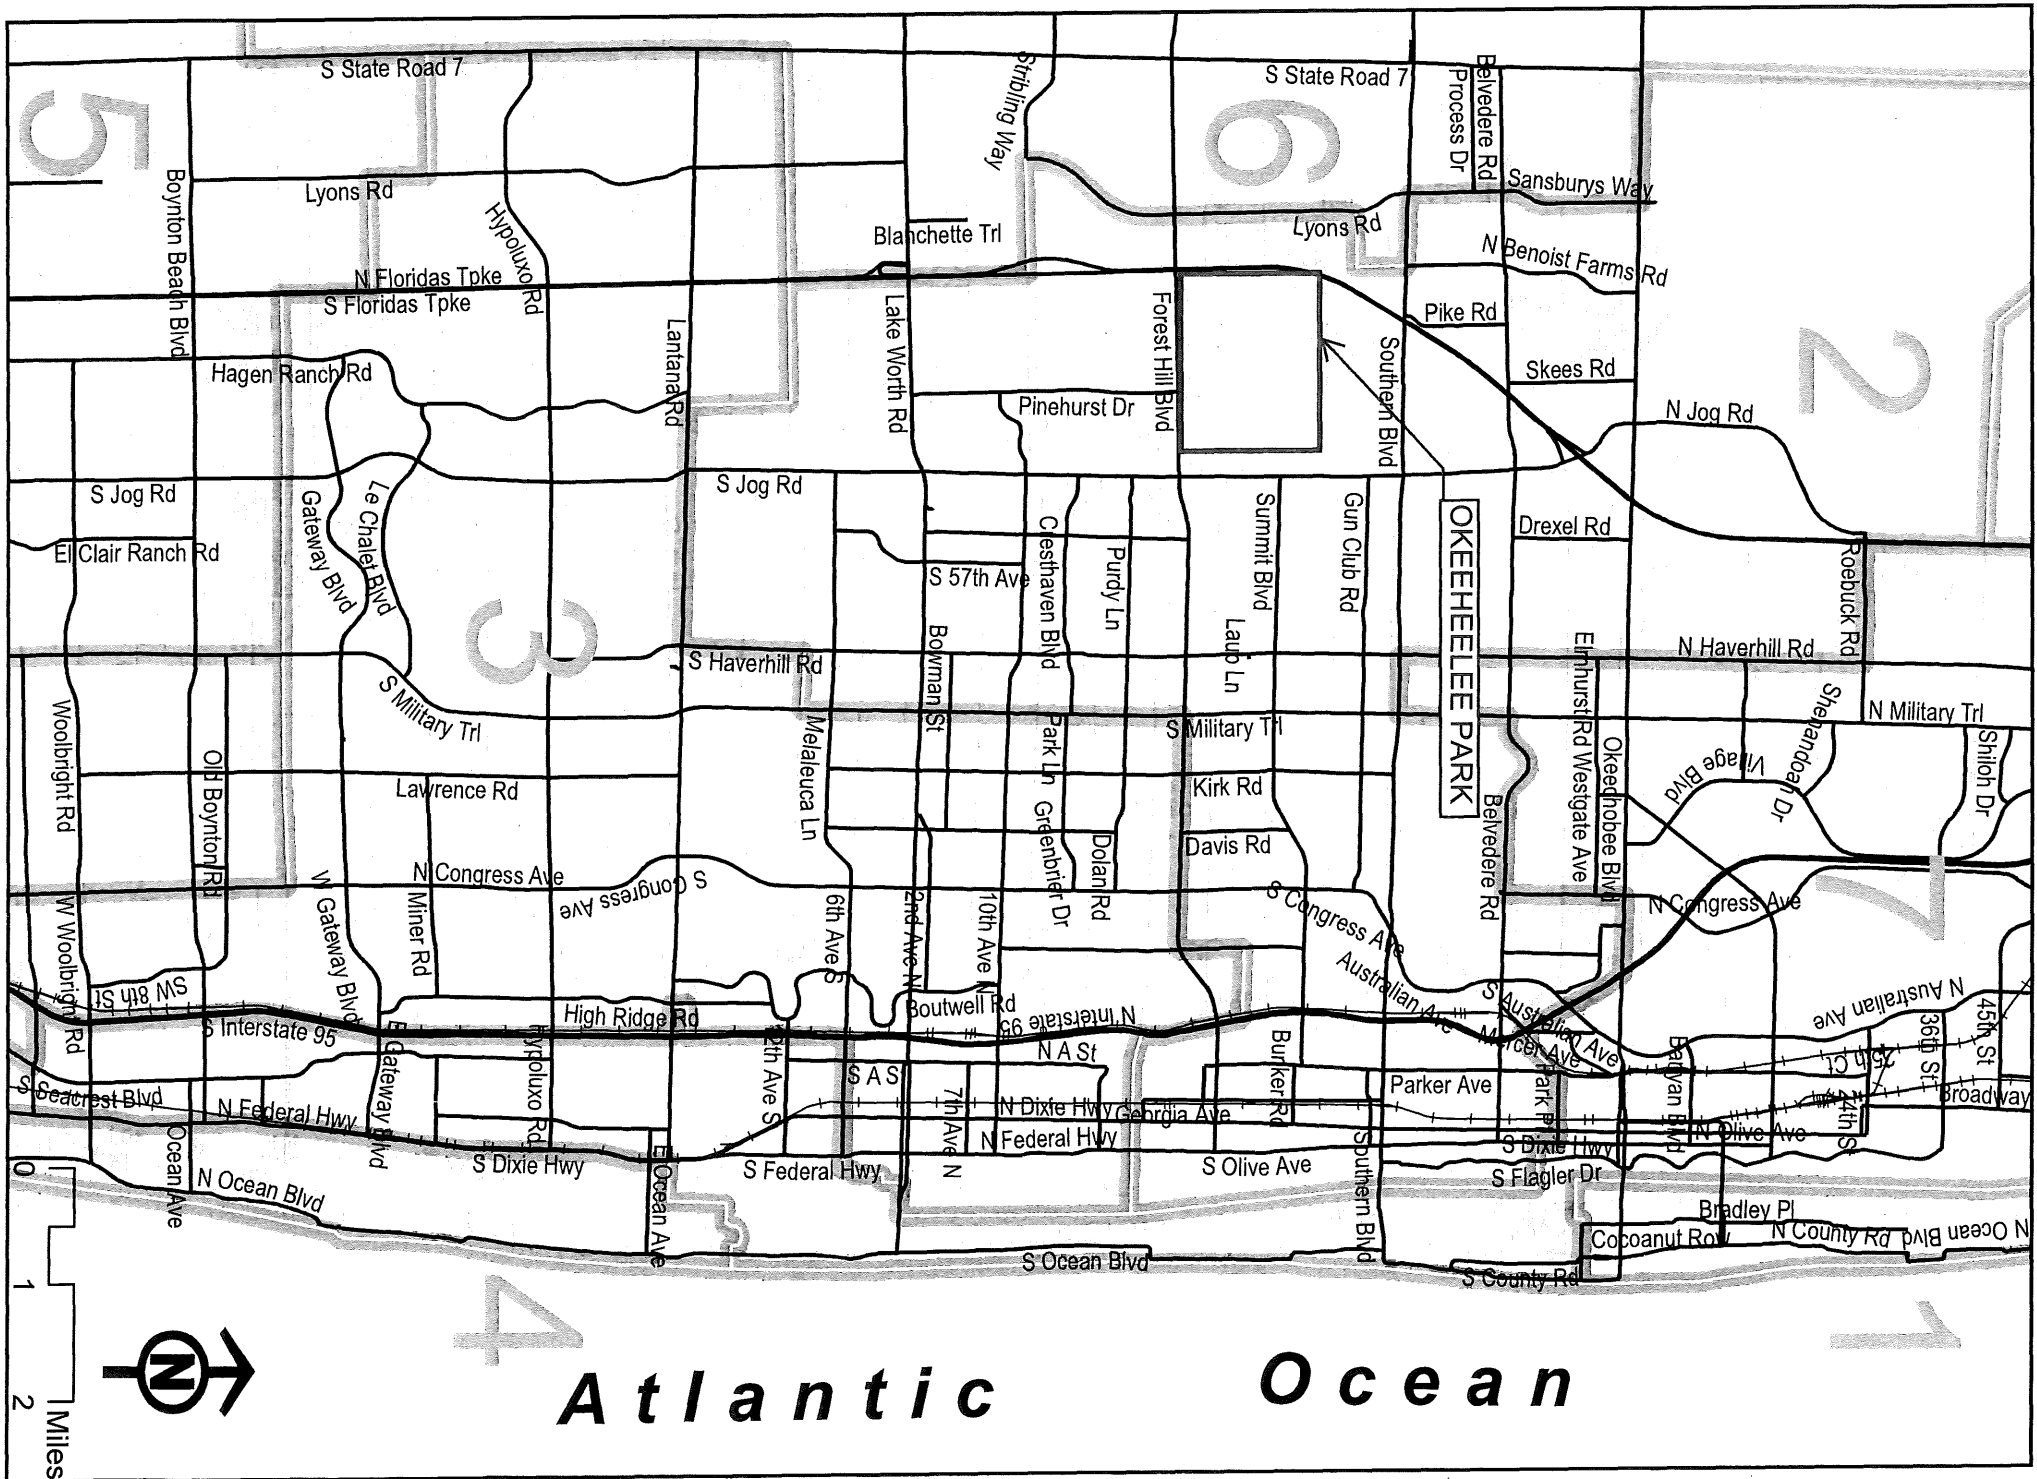 S State Road 7
S State Road 7
Belvedere Rd
Process Dr
Stribling Way
5
6
Boynton Beach Blvd
Lyons Rd
Hypoluxo Rd
Sansburys Way
Lyons Rd
Blanchette Trl
N Benoist Farms Rd
N Floridas Tpke
S Floridas Tpke
Lake Worth Rd
Forest Hill Blvd
Pike Rd
Lantana Rd
Southern Blvd
2
Hagen Ranch Rd
Skees Rd
Pinehurst Dr
N Jog Rd
S Jog Rd
S Jog Rd
Gateway Blvd
Le Chalet Blvd
Summit Blvd
Gun Club Rd
OKEEHEELEE PARK
Drexel Rd
El Clair Ranch Rd
Cresthaven Blvd
Purdy Ln
S 57th Ave
Roebuck Rd
3
Bowman St
Laub Ln
S Haverhill Rd
Elmhurst Rd
N Haverhill Rd
Woolbright Rd
S Military Trl
Melaleuca Ln
Park Ln
S Military Trl
N Military Trl
Shenandoah Dr
Shiloh Dr
Old Boynton Rd
Westgate Ave
Okeechobee Blvd
Village Blvd
Lawrence Rd
Kirk Rd
Belvedere Rd
Greenbrier Dr
Dolan Rd
Davis Rd
N Congress Ave
S Congress Ave
W Gateway Blvd
Miner Rd
6th Ave S
2nd Ave N
10th Ave N
S Congress Ave
N Congress Ave
7
W Woolbright Rd
SW 8th St
Australian Ave
S Australian Ave
N Australian Ave
High Ridge Rd
Boutwell Rd
S Interstate 95
N Interstate 95
Mercer Ave
36th St
45th St
E Gateway Blvd
Hypoluxo Rd
12th Ave S
N A St
Bunker Rd
Banyan Blvd
25th Ct
S A S
Parker Ave
Park Pl
S Seacrest Blvd
N Federal Hwy
7th Ave N
N Dixie Hwy
Georgia Ave
24th St
Broadway
N Federal Hwy
S Dixie Hwy
N Olive Ave
Ocean Ave
S Dixie Hwy
E Ocean Ave
S Federal Hwy
S Olive Ave
Southern Blvd
S Flagler Dr
N Ocean Blvd
Bradley Pl
Cocoanut Row
N County Rd
N Ocean Blvd
S Ocean Blvd
S County Rd
4
1
N
Atlantic Ocean
0 1 2
Miles